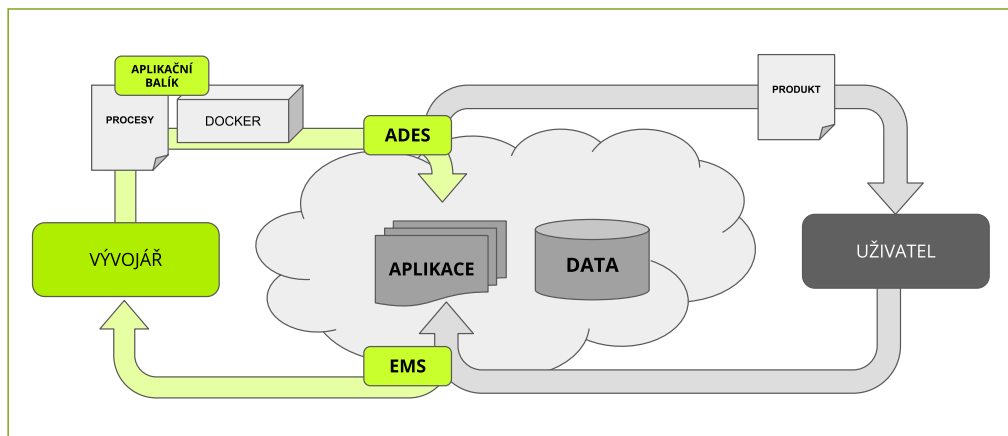 APLIKAČNÍ
BALÍK
PROCESY
DOCKER
ADES
PRODUKT
VÝVOJÁŘ
APLIKACE
DATA
UŽIVATEL
EMS